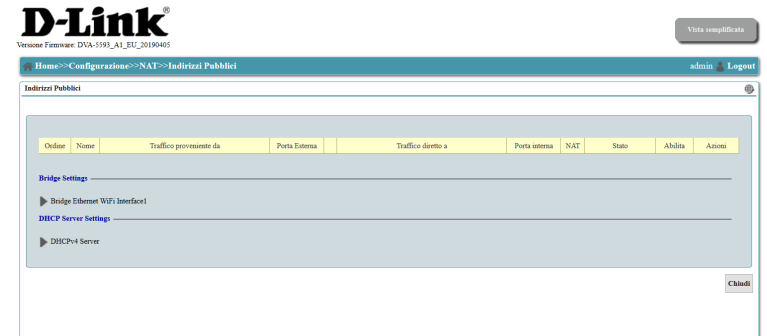 D-Link®
Vista semplificata
Versione Firmware: DVA-5593_A1_EU_20190405
Home>>Configurazione>>NAT>>Indirizzi Pubblici admin Logout
Indirizzi Pubblici
Ordine Nome Traffico proveniente da Porta Esterna Traffico diretto a Porta interna NAT Stato Abilita Azioni
Bridge Settings
Bridge Ethernet WiFi Interface1
DHCP Server Settings
DHCPv4 Server
Chiudi